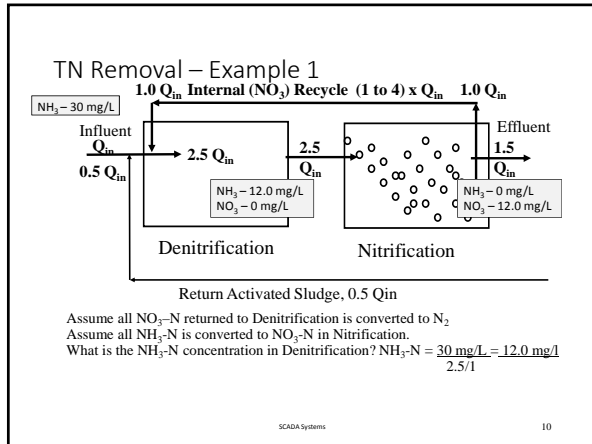 TN Removal – Example 1
1.0 Qin Internal (NO3) Recycle (1 to 4) x Qin 1.0 Qin
NH3 – 30 mg/L
Influent
Qin
0.5 Qin
2.5 Qin
2.5
Qin
Effluent
1.5
Qin
NH3 – 12.0 mg/L
NO3 – 0 mg/L
NH3 – 0 mg/L
NO3 – 12.0 mg/L
Denitrification
Nitrification
Return Activated Sludge, 0.5 Qin
Assume all NO3–N returned to Denitrification is converted to N2
Assume all NH3-N is converted to NO3-N in Nitrification.
What is the NH3-N concentration in Denitrification? NH3-N = 30 mg/L = 12.0 mg/l
2.5/1
SCADA Systems
10